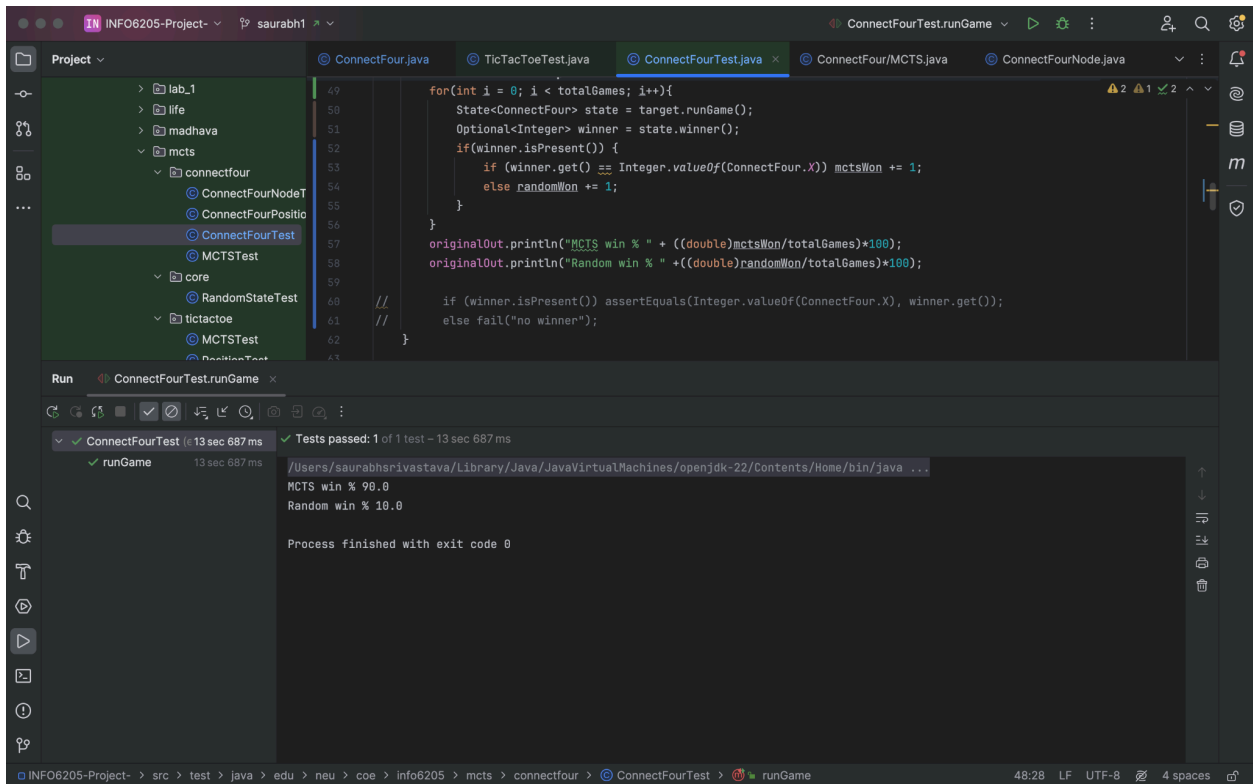 IN INFO6205-Project- saurabh1 ConnectFourTest.runGame
Project
ConnectFour.java TicTacToeTest.java ConnectFourTest.java ConnectFour/MCTS.java ConnectFourNode.java
lab_1
life
madhava
mcts
connectfour
ConnectFourNodeT
ConnectFourPositio
ConnectFourTest
MCTSTest
core
RandomStateTest
tictactoe
MCTSTest
PositionTest
2 1 2
49 for(int i = 0; i < totalGames; i++){
50 State<ConnectFour> state = target.runGame();
51 Optional<Integer> winner = state.winner();
52 if(winner.isPresent()) {
53 if (winner.get() == Integer.valueOf(ConnectFour.X)) mctsWon += 1;
54 else randomWon += 1;
55 }
56 }
57 originalOut.println("MCTS win % " + ((double)mctsWon/totalGames)*100);
58 originalOut.println("Random win % " +((double)randomWon/totalGames)*100);
59
60 // if (winner.isPresent()) assertEquals(Integer.valueOf(ConnectFour.X), winner.get());
61 // else fail("no winner");
62 }
63
m
Run ConnectFourTest.runGame
ConnectFourTest (e 13 sec 687 ms
runGame 13 sec 687 ms
Tests passed: 1 of 1 test – 13 sec 687 ms
/Users/saurabhsrivastava/Library/Java/JavaVirtualMachines/openjdk-22/Contents/Home/bin/java ...
MCTS win % 90.0
Random win % 10.0
Process finished with exit code 0
INFO6205-Project- > src > test > java > edu > neu > coe > info6205 > mcts > connectfour > ConnectFourTest > runGame 48:28 LF UTF-8 4 spaces